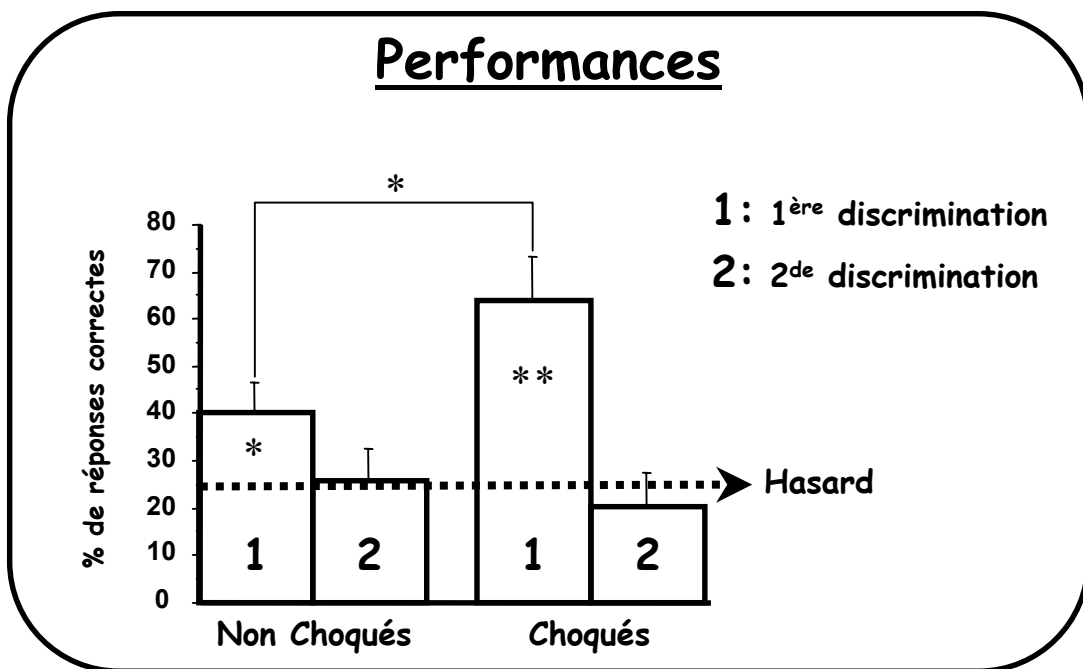 Performances
*
1: 1ère discrimination
2: 2de discrimination
% de réponses correctes
80
70
60
50
40
30
20
10
0
*
**
Hasard
1
2
1
2
Non Choqués
Choqués